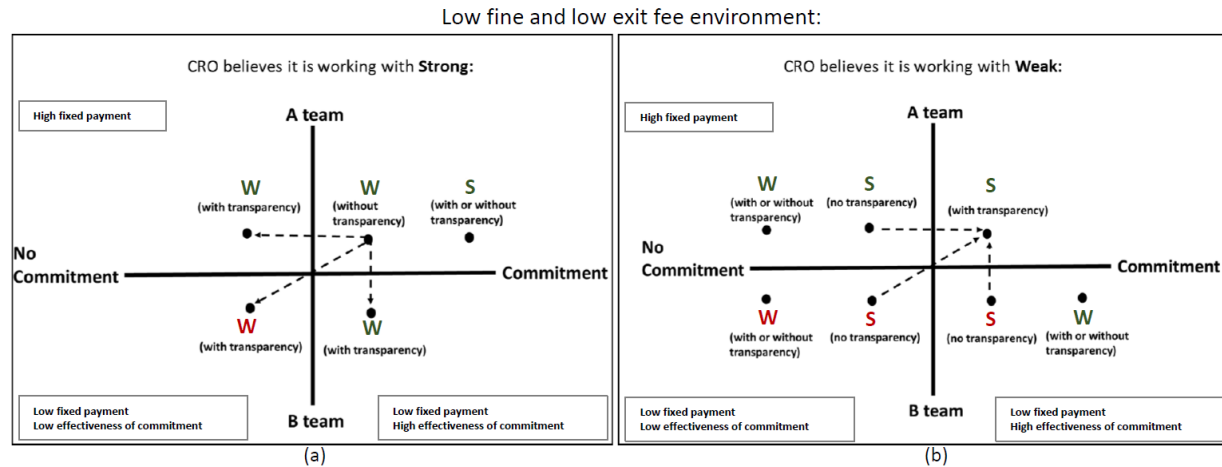 Low fine and low exit fee environment:
CRO believes it is working with Strong:
High fixed payment
A team
W
W
S
(with transparency)
(without
transparency)
(with or without
transparency)
No
Commitment
Commitment
W
(with transparency)
W
(with transparency)
Low fixed payment
Low effectiveness of commitment
B team
Low fixed payment
High effectiveness of commitment
(a)
CRO believes it is working with Weak:
High fixed payment
A team
W
S
S
(with or without
transparency)
(no transparency)
(with transparency)
No
Commitment
Commitment
W
(with or without
transparency)
S
(no transparency)
S
(no transparency)
W
(with or without
transparency)
Low fixed payment
Low effectiveness of commitment
B team
Low fixed payment
High effectiveness of commitment
(b)